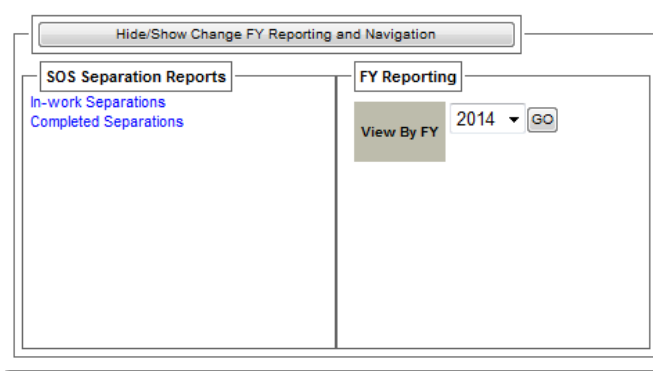 Hide/Show Change FY Reporting and Navigation
SOS Separation Reports
In-work Separations
Completed Separations
FY Reporting
View By FY
2014
GO